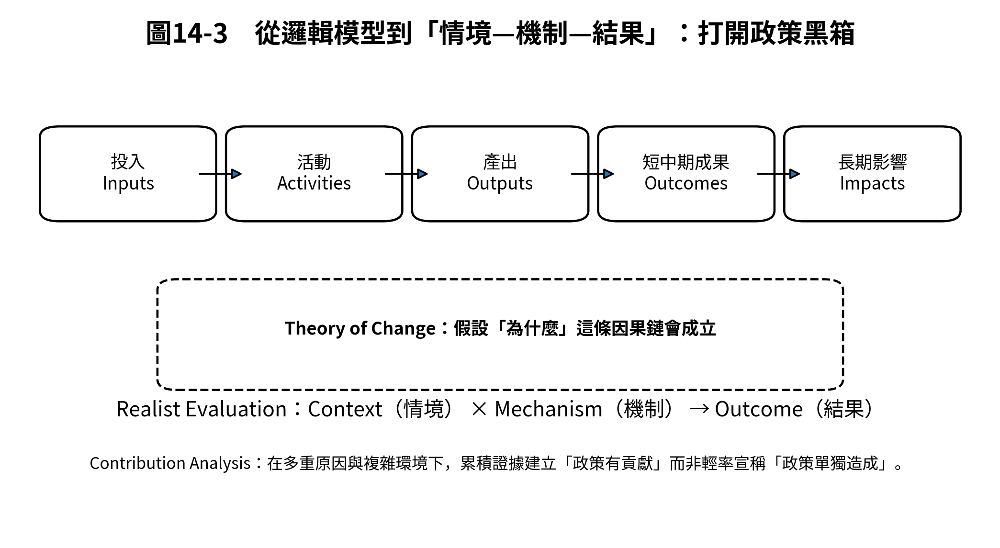 圖14-3　從邏輯模型到「情境—機制—結果」：打開政策黑箱
投入
Inputs
活動
Activities
產出
Outputs
短中期成果
Outcomes
長期影響
Impacts
Theory of Change：假設「為什麼」這條因果鏈會成立
Realist Evaluation：Context（情境） × Mechanism（機制） → Outcome（結果）
Contribution Analysis：在多重原因與複雜環境下，累積證據建立「政策有貢獻」而非輕率宣稱「政策單獨造成」。